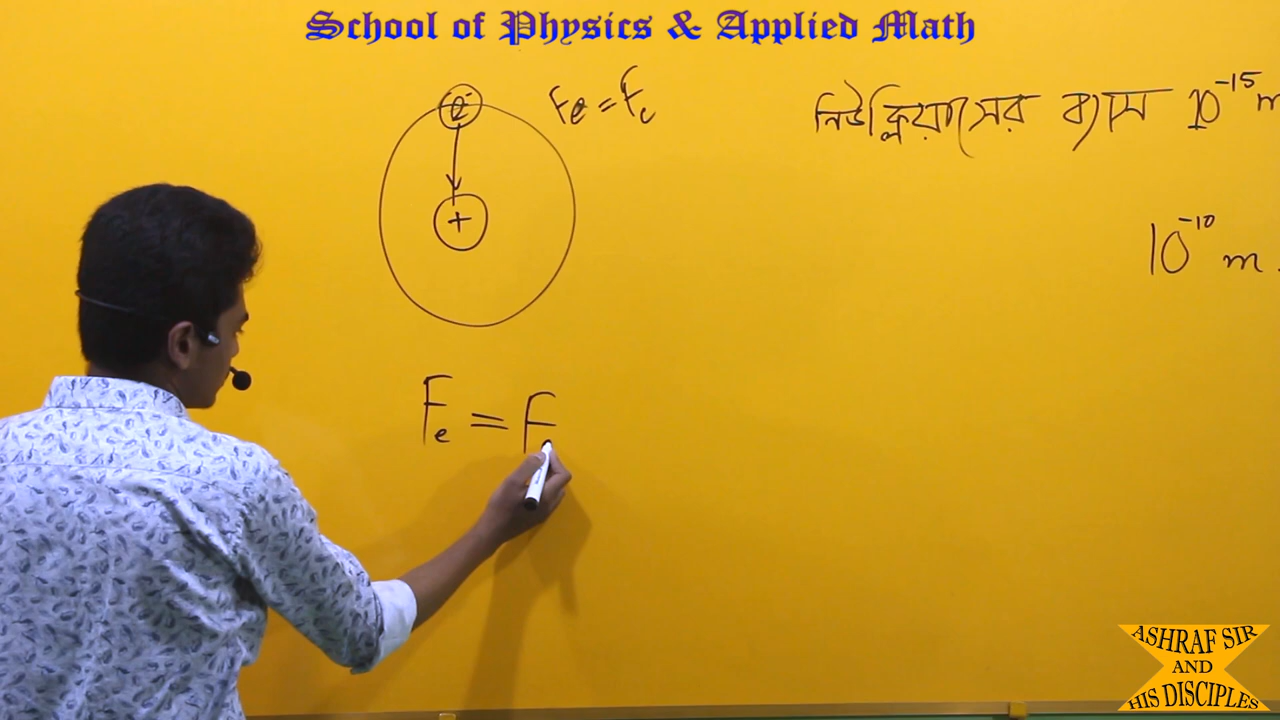 School of Physics & Applied Math
e⁻ Fe = Fc
নিউক্লিয়াসের ব্যাস 10⁻¹⁵ m
+
10⁻¹⁰ m.
Fe = F
ASHRAF SIR
AND
HIS DISCIPLES